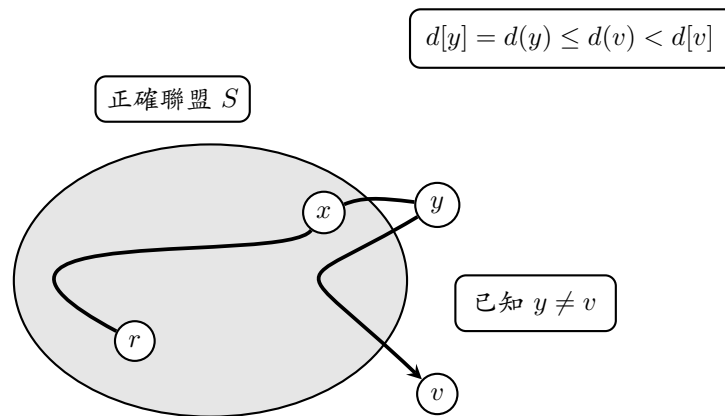 d[y] = d(y) ≤ d(v) < d[v]
正確聯盟 S
x
y
已知 y ≠ v
r
v